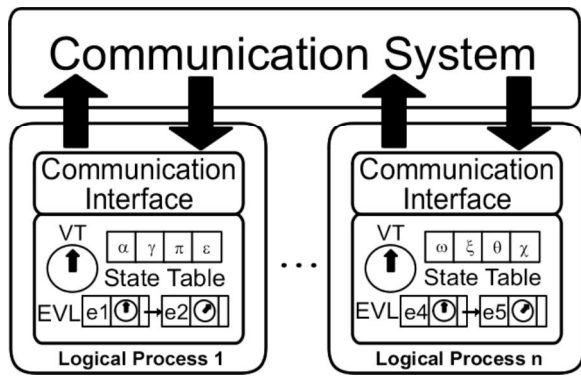 Communication System
Communication
Interface
VT
α γ π ε
State Table
EVL e1 e2
Logical Process 1
...
Communication
Interface
VT
ω ξ θ χ
State Table
EVL e4 e5
Logical Process n